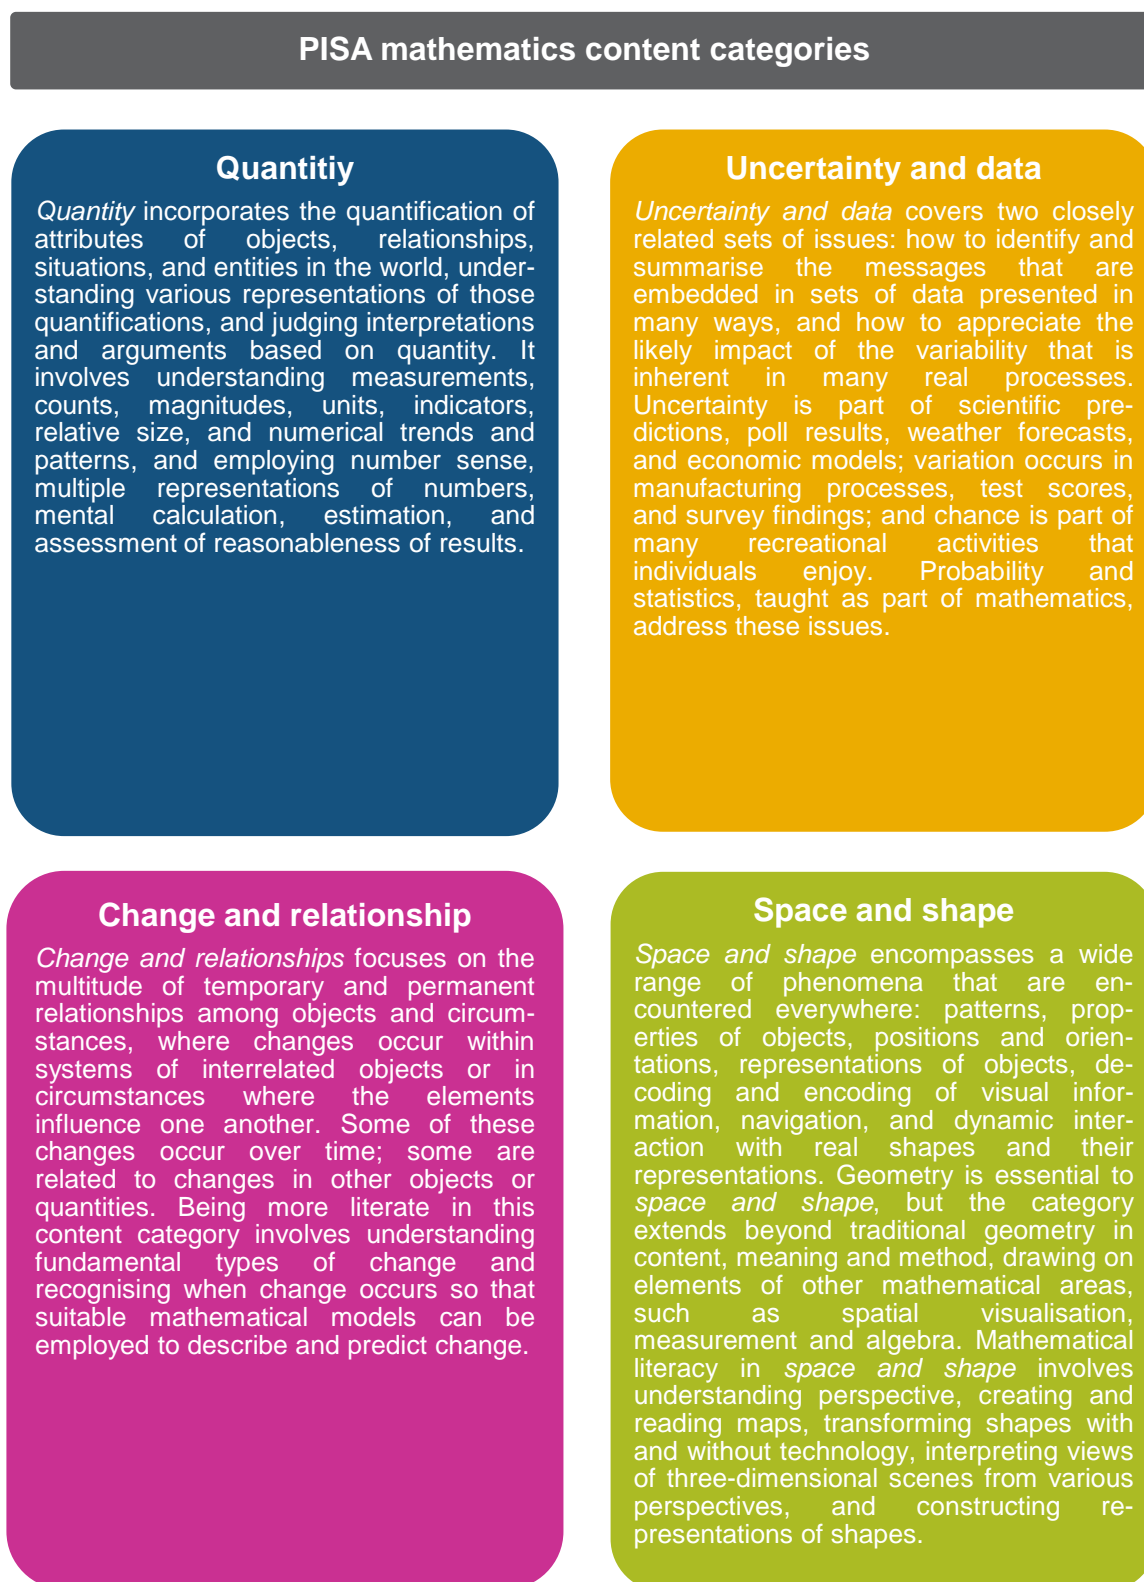 PISA mathematics content categories
Quantitiy
Quantity incorporates the quantification of
attributes of objects, relationships,
situations, and entities in the world, under-
standing various representations of those
quantifications, and judging interpretations
and arguments based on quantity. It
involves understanding measurements,
counts, magnitudes, units, indicators,
relative size, and numerical trends and
patterns, and employing number sense,
multiple representations of numbers,
mental calculation, estimation, and
assessment of reasonableness of results.
Uncertainty and data
Uncertainty and data covers two closely
related sets of issues: how to identify and
summarise the messages that are
embedded in sets of data presented in
many ways, and how to appreciate the
likely impact of the variability that is
inherent in many real processes.
Uncertainty is part of scientific pre-
dictions, poll results, weather forecasts,
and economic models; variation occurs in
manufacturing processes, test scores,
and survey findings; and chance is part of
many recreational activities that
individuals enjoy. Probability and
statistics, taught as part of mathematics,
address these issues.
Change and relationship
Change and relationships focuses on the
multitude of temporary and permanent
relationships among objects and circum-
stances, where changes occur within
systems of interrelated objects or in
circumstances where the elements
influence one another. Some of these
changes occur over time; some are
related to changes in other objects or
quantities. Being more literate in this
content category involves understanding
fundamental types of change and
recognising when change occurs so that
suitable mathematical models can be
employed to describe and predict change.
Space and shape
Space and shape encompasses a wide
range of phenomena that are en-
countered everywhere: patterns, prop-
erties of objects, positions and orien-
tations, representations of objects, de-
coding and encoding of visual infor-
mation, navigation, and dynamic inter-
action with real shapes and their
representations. Geometry is essential to
space and shape, but the category
extends beyond traditional geometry in
content, meaning and method, drawing on
elements of other mathematical areas,
such as spatial visualisation,
measurement and algebra. Mathematical
literacy in space and shape involves
understanding perspective, creating and
reading maps, transforming shapes with
and without technology, interpreting views
of three-dimensional scenes from various
perspectives, and constructing re-
presentations of shapes.